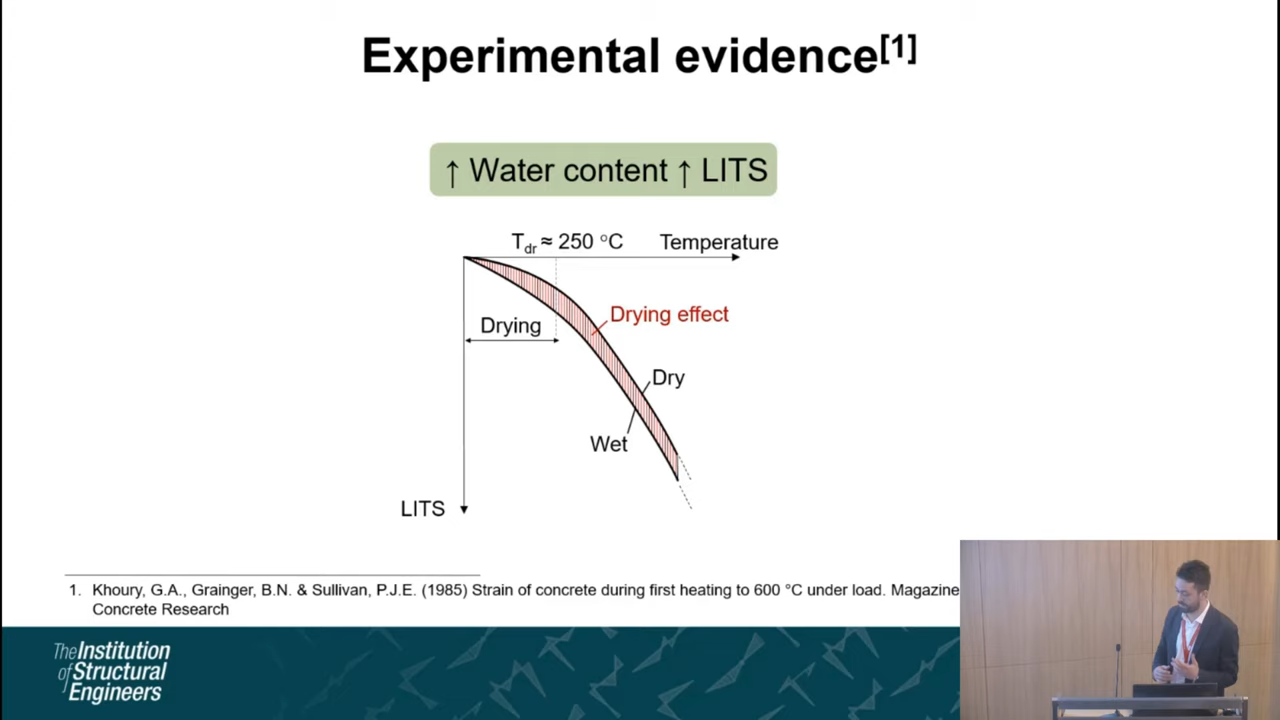 Experimental evidence[1]
↑ Water content ↑ LITS
Tdr ≈ 250 °C
Temperature
Drying effect
Drying
Dry
Wet
LITS
1. Khoury, G.A., Grainger, B.N. & Sullivan, P.J.E. (1985) Strain of concrete during first heating to 600 °C under load. Magazine
Concrete Research
The Institution
of Structural
Engineers